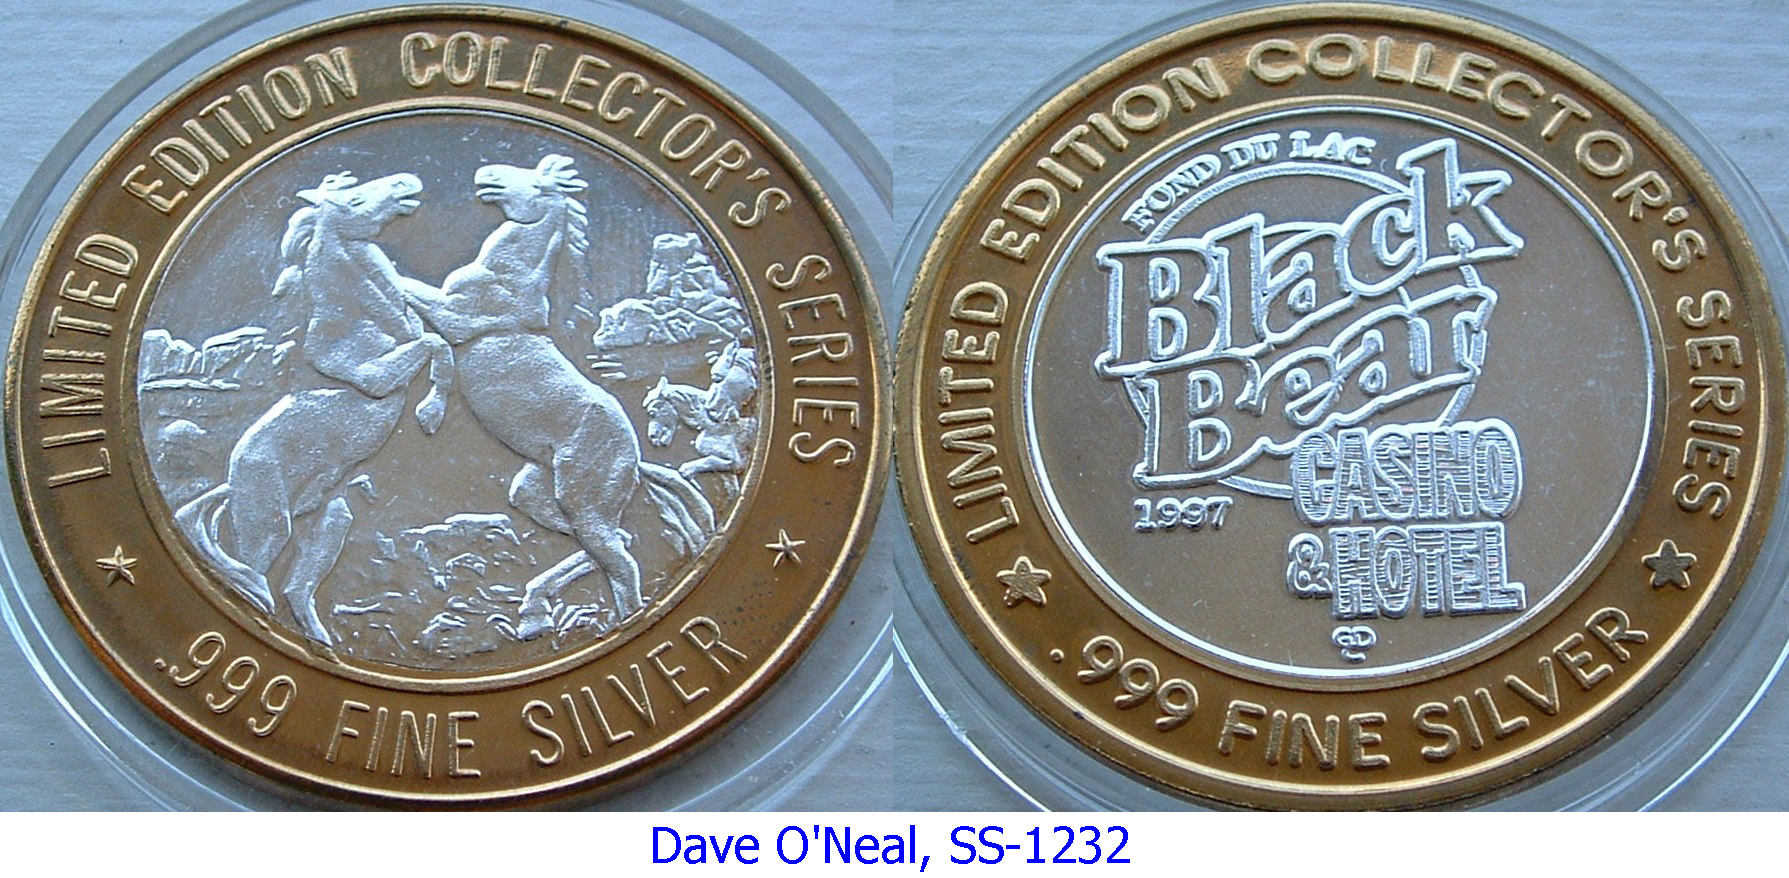 LIMITED EDITION COLLECTOR'S SERIES
..999 FINE SILVER
LIMITED EDITION COLLECTOR'S SERIES
FOND DU LAC
Black
Bear
CASINO
& HOTEL
1997
.999 FINE SILVER
Dave O'Neal, SS-1232